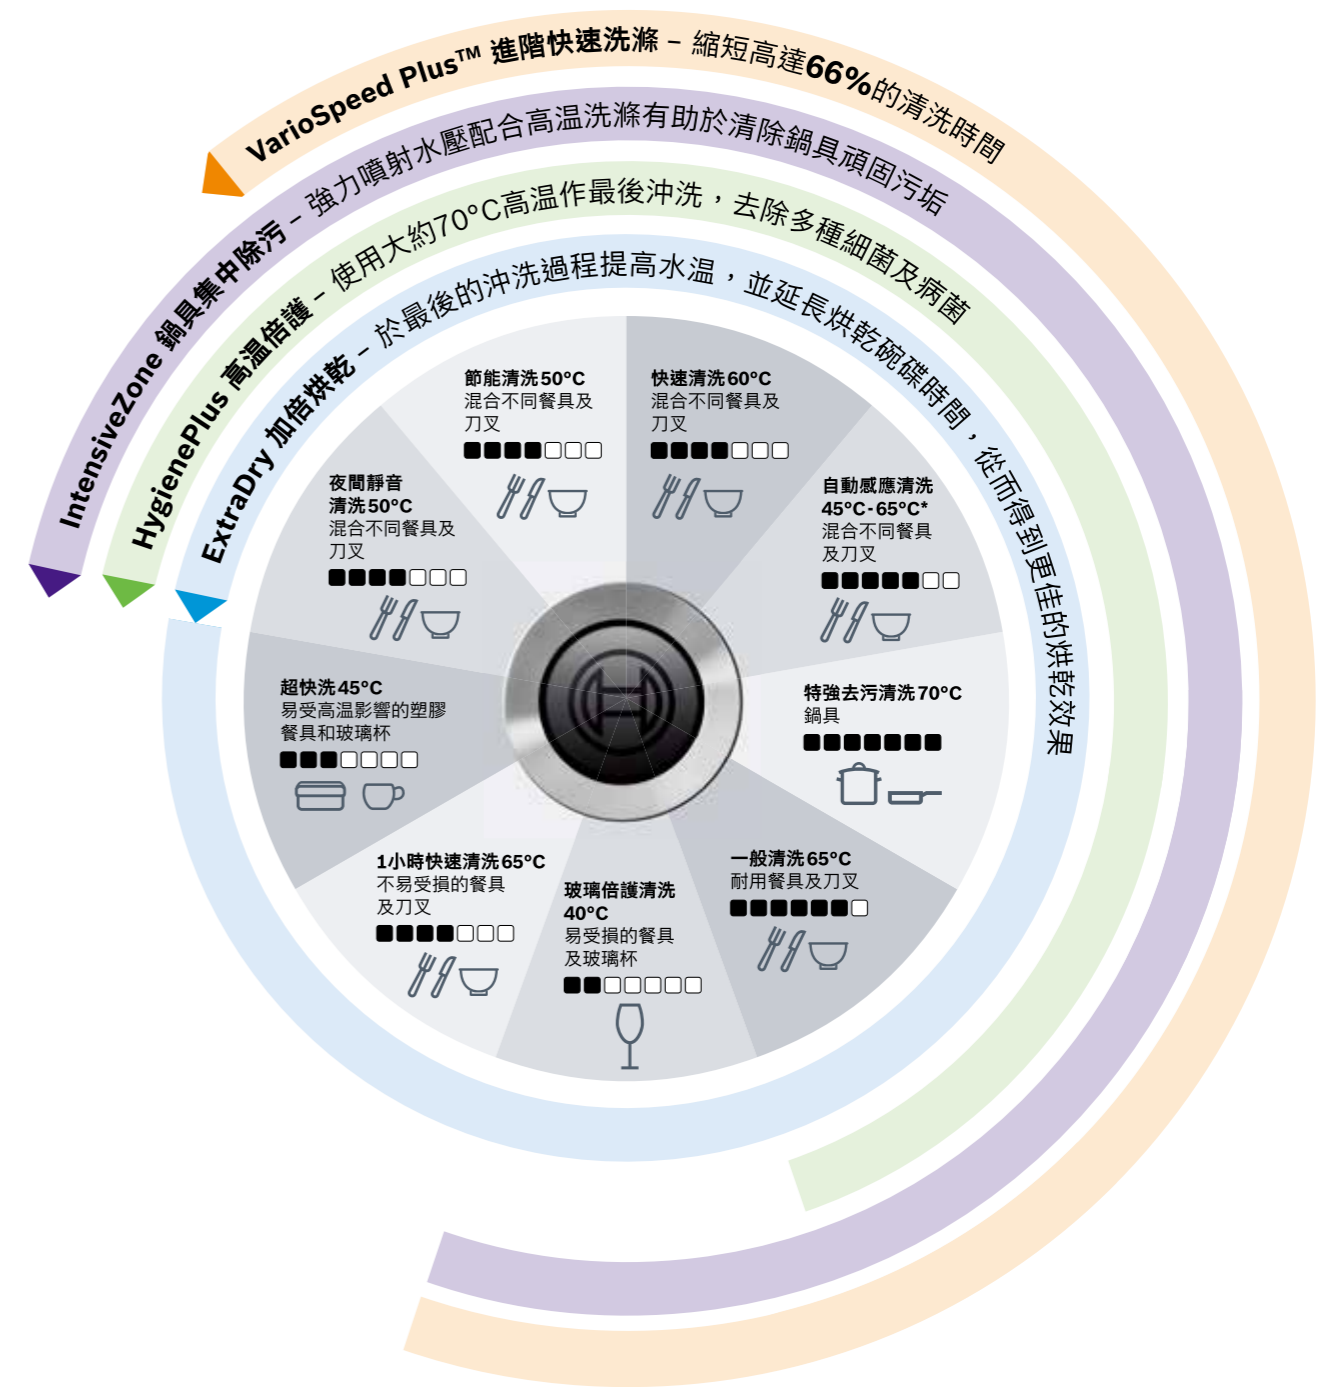 VarioSpeed Plus™ 進階快速洗滌 – 縮短高達66%的清洗時間
IntensiveZone 鍋具集中除污 – 強力噴射水壓配合高温洗滌有助於清除鍋具頑固污垢
HygienePlus 高温倍護 – 使用大約70°C高温作最後沖洗，去除多種細菌及病菌
ExtraDry 加倍烘乾 – 於最後的沖洗過程提高水温，並延長烘乾碗碟時間，從而得到更佳的烘乾效果
節能清洗50°C
混合不同餐具及
刀叉
快速清洗60°C
混合不同餐具及
刀叉
自動感應清洗
45°C-65°C*
混合不同餐具
及刀叉
特強去污清洗70°C
鍋具
一般清洗65°C
耐用餐具及刀叉
玻璃倍護清洗
40°C
易受損的餐具
及玻璃杯
1小時快速清洗65°C
不易受損的餐具
及刀叉
超快洗45°C
易受高温影響的塑膠
餐具和玻璃杯
夜間靜音
清洗50°C
混合不同餐具及
刀叉